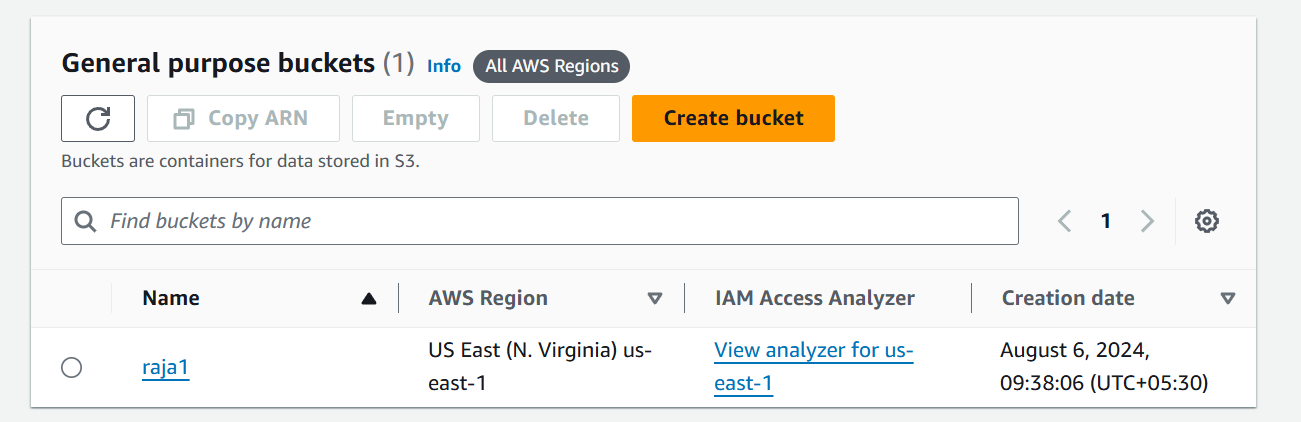 General purpose buckets (1) Info All AWS Regions
Copy ARN Empty Delete Create bucket
Buckets are containers for data stored in S3.
Find buckets by name 1
Name AWS Region IAM Access Analyzer Creation date
raja1
US East (N. Virginia) us-
east-1
View analyzer for us-
east-1
August 6, 2024,
09:38:06 (UTC+05:30)